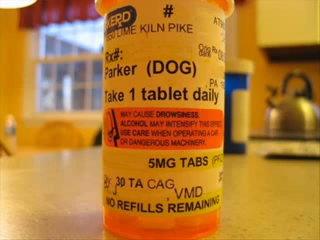 #
LIME KILN PIKE
Rx#:
Parker (DOG)
Take 1 tablet daily
MAY CAUSE DROWSINESS.
ALCOHOL MAY INTENSIFY THIS EFFECT.
USE CARE WHEN OPERATING A CAR
OR DANGEROUS MACHINERY.
5MG TABS
30 TA CAG, VMD
NO REFILLS REMAINING